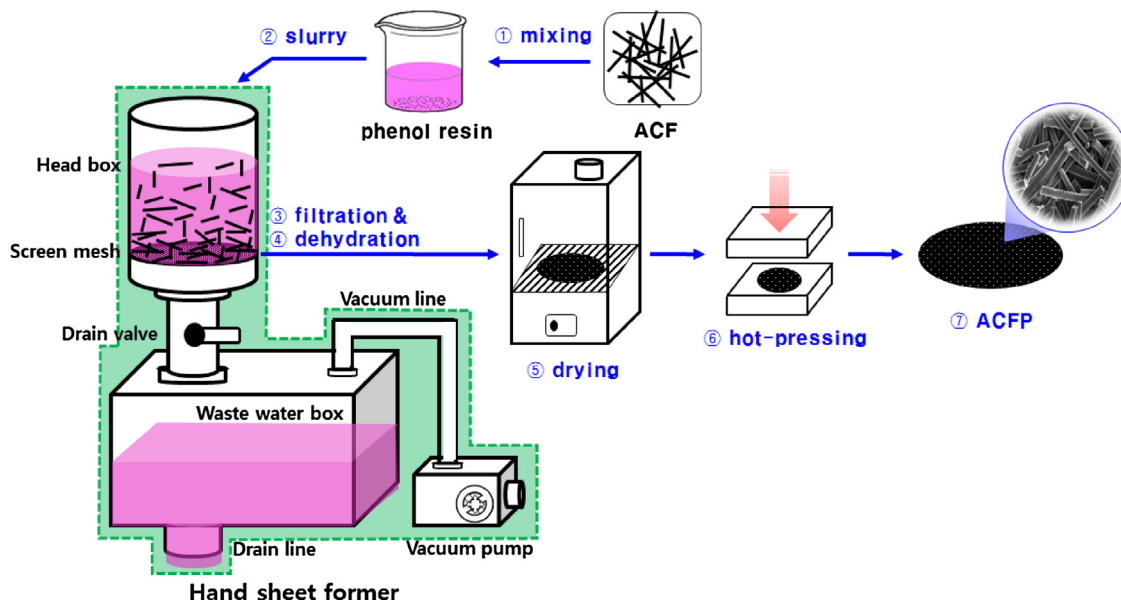 ② slurry
① mixing
phenol resin
ACF
Head box
③ filtration &
④ dehydration
Screen mesh
Vacuum line
Drain valve
⑤ drying
⑥ hot-pressing
⑦ ACFP
Waste water box
Drain line
Vacuum pump
Hand sheet former